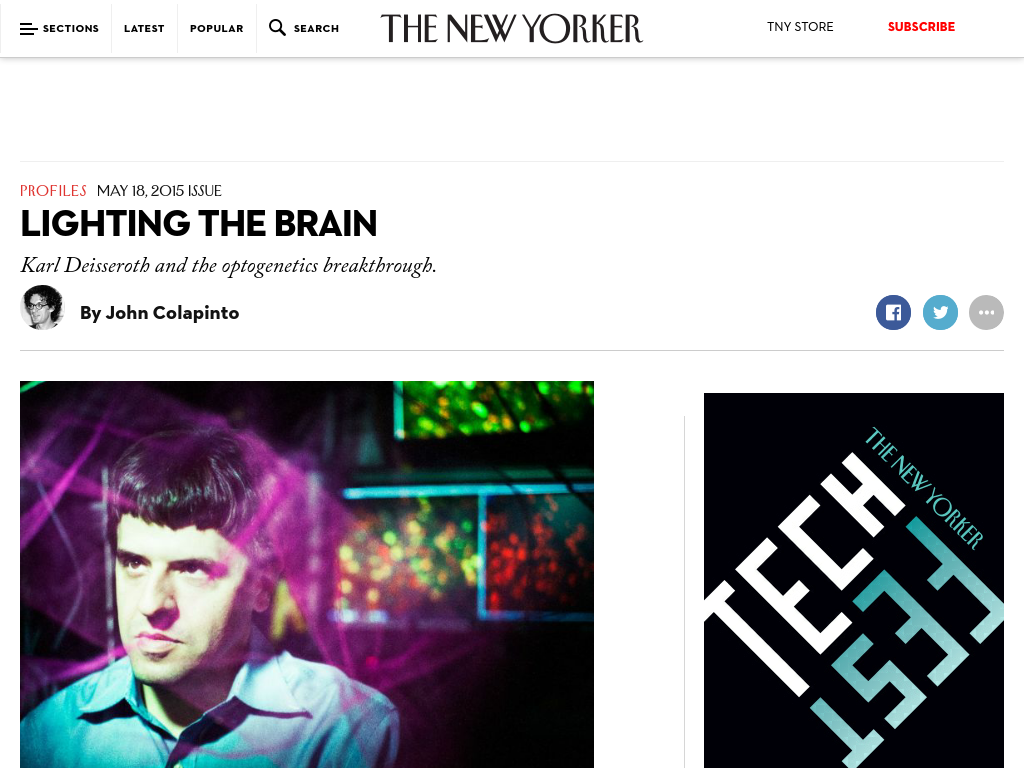 SECTIONS
LATEST
POPULAR
SEARCH
THE NEW YORKER
TNY STORE
SUBSCRIBE
PROFILES MAY 18, 2015 ISSUE
LIGHTING THE BRAIN
Karl Deisseroth and the optogenetics breakthrough.
By John Colapinto
THE NEW YORKER
TECH
FEST